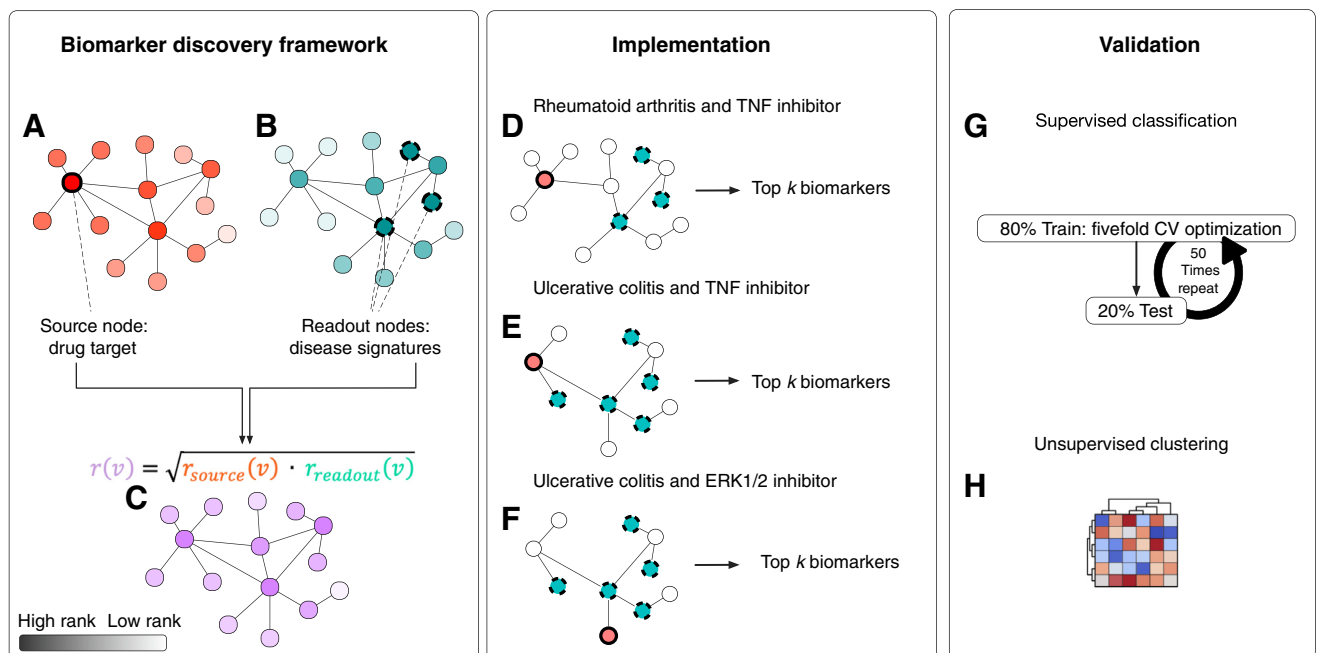 Biomarker discovery framework
A
B
Source node:
drug target
Readout nodes:
disease signatures
r(v) = √r_source(v) · r_readout(v)
C
High rank Low rank
Implementation
Rheumatoid arthritis and TNF inhibitor
D
Top k biomarkers
Ulcerative colitis and TNF inhibitor
E
Top k biomarkers
Ulcerative colitis and ERK1/2 inhibitor
F
Top k biomarkers
Validation
G
Supervised classification
80% Train: fivefold CV optimization
50
Times
repeat
20% Test
Unsupervised clustering
H